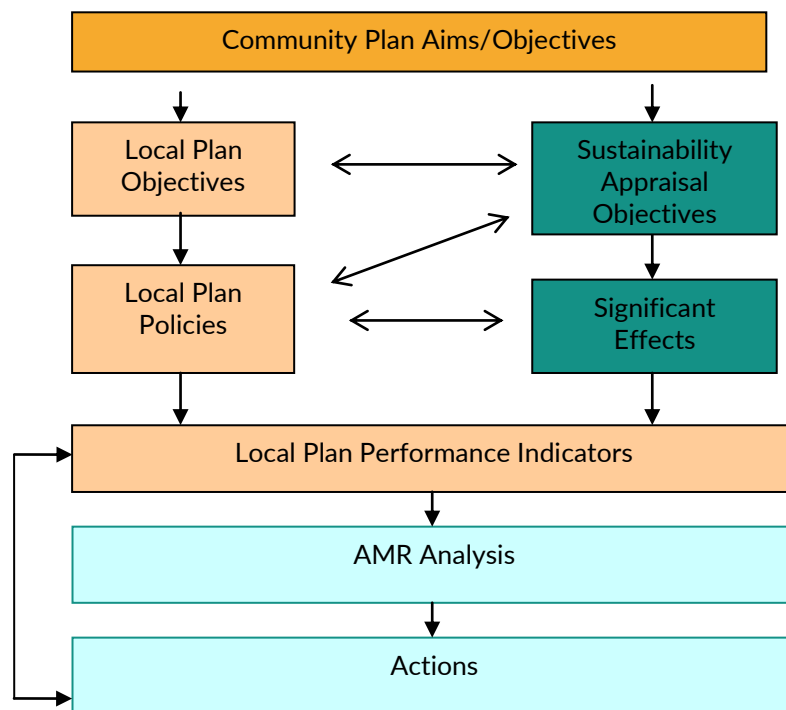 Community Plan Aims/Objectives
Local Plan
Objectives
Sustainability
Appraisal
Objectives
Local Plan
Policies
Significant
Effects
Local Plan Performance Indicators
AMR Analysis
Actions